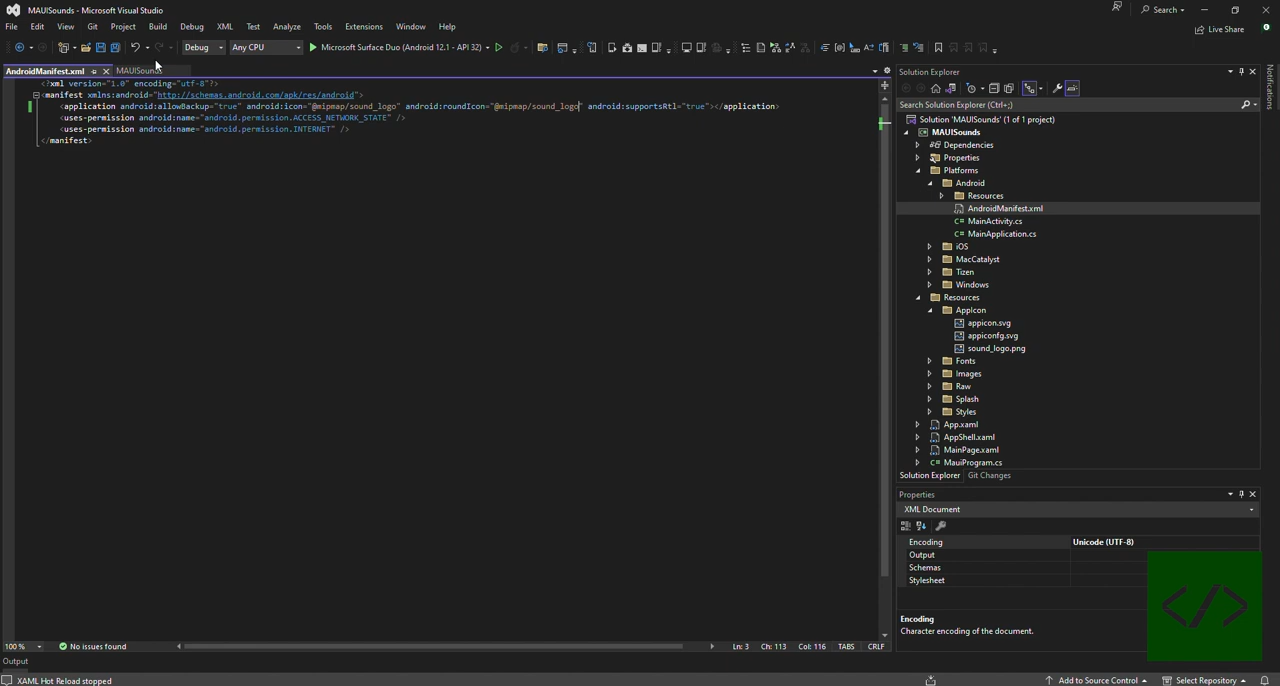 MAUISounds - Microsoft Visual Studio
File Edit View Git Project Build Debug XML Test Analyze Tools Extensions Window Help Search
Live Share
Debug Any CPU Microsoft Surface Duo (Android 12.1 - API 32)
AndroidManifest.xml MAUISounds
<?xml version="1.0" encoding="utf-8"?>
<manifest xmlns:android="http://schemas.android.com/apk/res/android">
<application android:allowBackup="true" android:icon="@mipmap/sound_logo" android:roundIcon="@mipmap/sound_logo" android:supportsRtl="true"></application>
<uses-permission android:name="android.permission.ACCESS_NETWORK_STATE" />
<uses-permission android:name="android.permission.INTERNET" />
</manifest>
Solution Explorer
Search Solution Explorer (Ctrl+;)
Solution 'MAUISounds' (1 of 1 project)
MAUISounds
Dependencies
Properties
Platforms
Android
Resources
AndroidManifest.xml
C# MainActivity.cs
C# MainApplication.cs
iOS
MacCatalyst
Tizen
Windows
Resources
AppIcon
appicon.svg
appiconfg.svg
sound_logo.png
Fonts
Images
Raw
Splash
Styles
App.xaml
AppShell.xaml
MainPage.xaml
C# MauiProgram.cs
Solution Explorer Git Changes
Notifications
Properties
XML Document
Encoding Unicode (UTF-8)
Output
Schemas
Stylesheet
Encoding
Character encoding of the document.
</>
100 % No issues found Ln: 3 Ch: 113 Col: 116 TABS CRLF
Output
XAML Hot Reload stopped Add to Source Control Select Repository